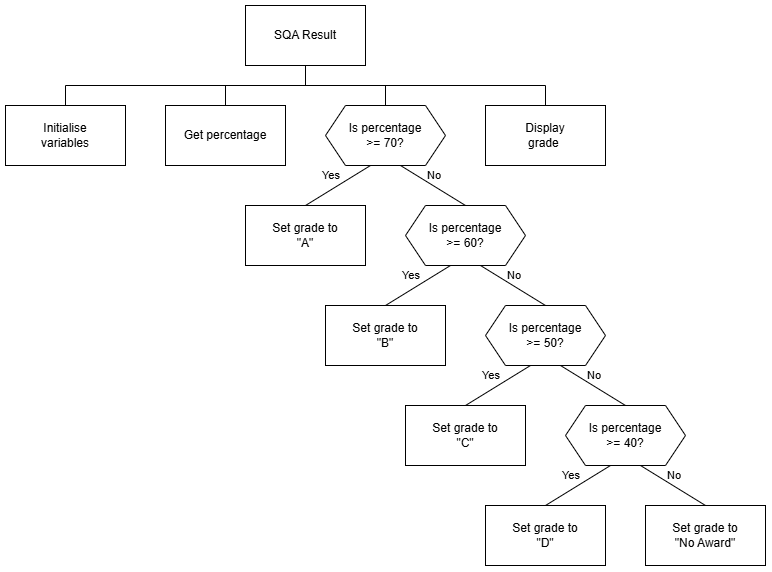 SQA Result
Initialise
variables
Get percentage
Is percentage
>= 70?
Display
grade
Yes
No
Set grade to
"A"
Is percentage
>= 60?
Yes
No
Set grade to
"B"
Is percentage
>= 50?
Yes
No
Set grade to
"C"
Is percentage
>= 40?
Yes
No
Set grade to
"D"
Set grade to
"No Award"